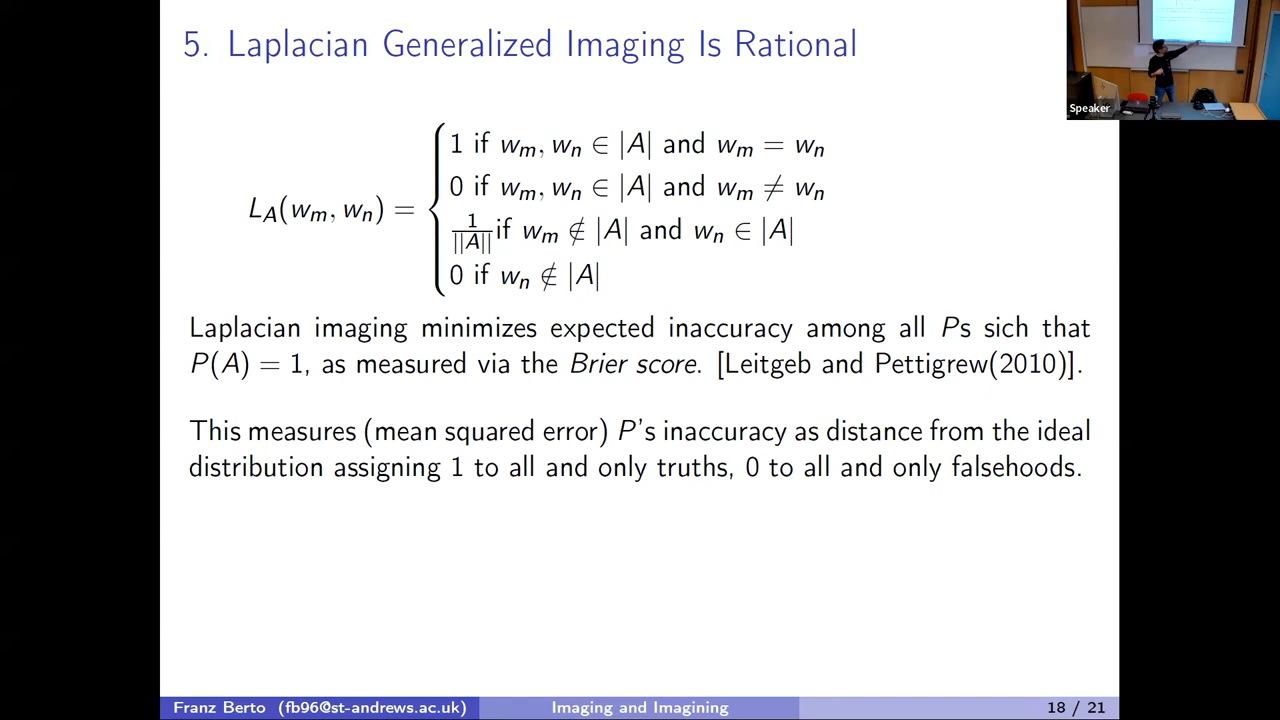 5. Laplacian Generalized Imaging Is Rational
Speaker
L_A(w_m, w_n) =
1 if w_m, w_n ∈ |A| and w_m = w_n
0 if w_m, w_n ∈ |A| and w_m ≠ w_n
1/||A|| if w_m ∉ |A| and w_n ∈ |A|
0 if w_n ∉ |A|
Laplacian imaging minimizes expected inaccuracy among all Ps sich that
P(A) = 1, as measured via the Brier score. [Leitgeb and Pettigrew(2010)].
This measures (mean squared error) P's inaccuracy as distance from the ideal
distribution assigning 1 to all and only truths, 0 to all and only falsehoods.
Franz Berto (fb96@st-andrews.ac.uk) Imaging and Imagining 18 / 21